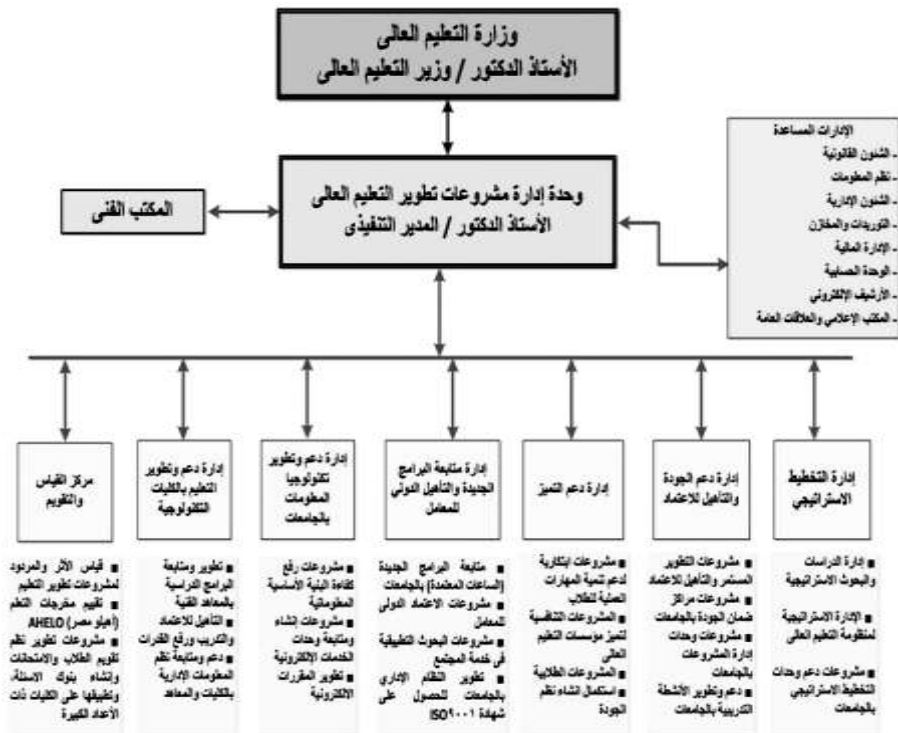 وزارة التعليم العالى
الأستاذ الدكتور / وزير التعليم العالى
وحدة إدارة مشروعات تطوير التعليم العالى
الأستاذ الدكتور / المدير التنفيذى
المكتب الفنى
الإدارات المساعدة
- الشئون القانونية
- نظم المعلومات
- الشئون الإدارية
- التوريدات والمخازن
- الإدارة المالية
- الوحدة الحسابية
- الأرشيف الإلكتروني
- المكتب الإعلامي والعلاقات العامة
إدارة التخطيط
الاستراتيجي
■ إدارة الدراسات
والبحوث الاستراتيجية
■ الإدارة الاستراتيجية
لمنظومة التعليم العالى
■ مشروعات دعم وحدات
التخطيط الاستراتيجي
بالجامعات
إدارة دعم الجودة
والتأهيل للاعتماد
■ مشروعات التطوير
المستمر والتأهيل للاعتماد
■ مشروعات مراكز
ضمان الجودة بالجامعات
■ مشروعات وحدات
إدارة المشروعات
بالجامعات
■ دعم وتطوير الأنشطة
التدريبية بالجامعات
إدارة دعم التميز
■ مشروعات ابتكارية
لدعم تنمية المهارات
العملية للطلاب
■ المشروعات التنافسية
لتميز مؤسسات التعليم
العالى
■ المشروعات الطلابية
■ استكمال انشاء نظم
الجودة
إدارة متابعة البرامج
الجديدة والتأهيل الدولي
للمعامل
■ متابعة البرامج الجديدة
(الساعات المعتمدة) بالجامعات
■ مشروعات الاعتماد الدولى
للمعامل
■ مشروعات البحوث التطبيقية
فى خدمة المجتمع
■ تطوير النظام الإداري
بالجامعات للحصول على
شهادة ISO٩٠٠١
إدارة دعم وتطوير
تكنولوجيا
المعلومات
بالجامعات
■ مشروعات رفع
كفاءة البنية الأساسية
المعلوماتية
■ مشروعات إنشاء
ومتابعة وحدات
الخدمات الإلكترونية
■ تطوير المقررات
الالكترونية
إدارة دعم وتطوير
التعليم بالكليات
التكنولوجية
■ تطوير ومتابعة
البرامج الدراسية
بالمعاهد الفنية
■ التأهيل للاعتماد
والتدريب ورفع القدرات
■ دعم ومتابعة نظم
المعلومات الإدارية
بالكليات والمعاهد
مركز القياس
والتقويم
■ قياس الأثر والمردود
لمشروعات تطوير التعليم
■ تقييم مخرجات التعلم
(أهيلو مصر) AHELO
■ مشروعات تطوير نظم
تقويم الطلاب والامتحانات
وإنشاء بنوك الاسئلة،
وتطبيقها على الكليات ذات
الأعداد الكبيرة